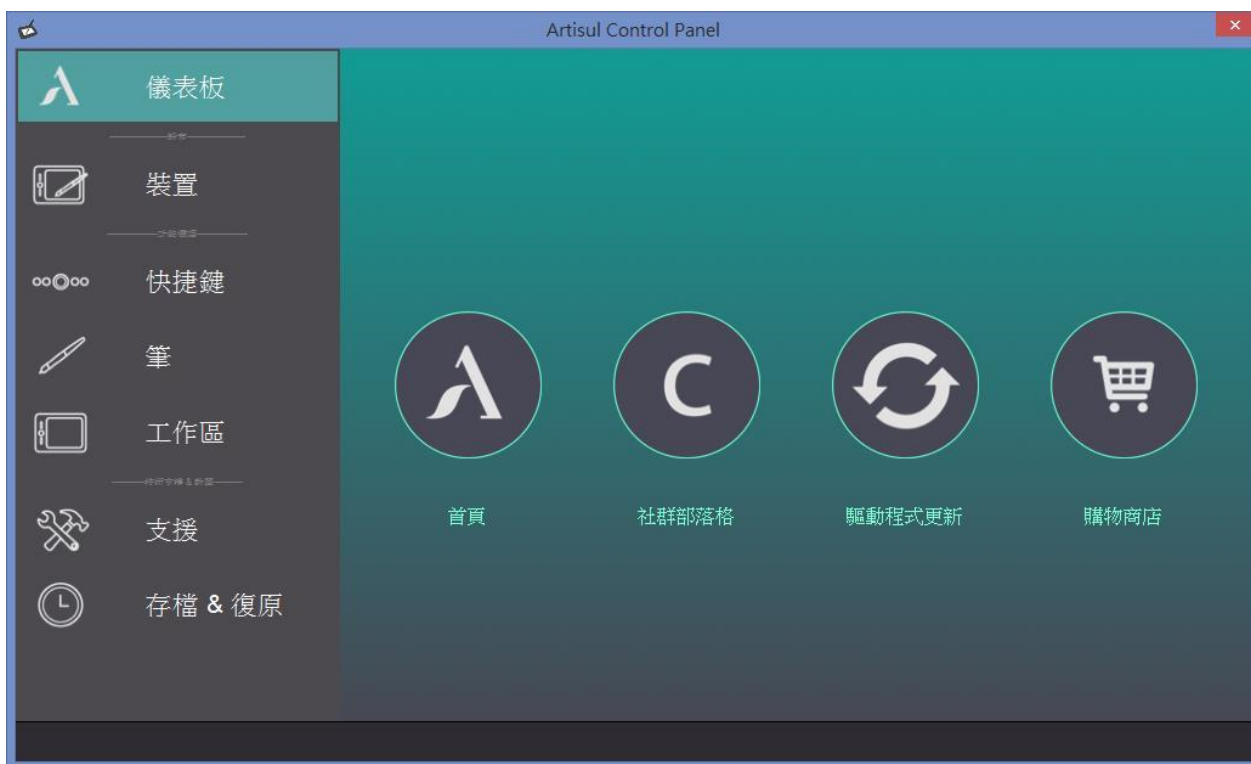 Artisul Control Panel
儀表板
裝置
快捷鍵
筆
工作區
支援
存檔 & 復原
C
首頁
社群部落格
驅動程式更新
購物商店